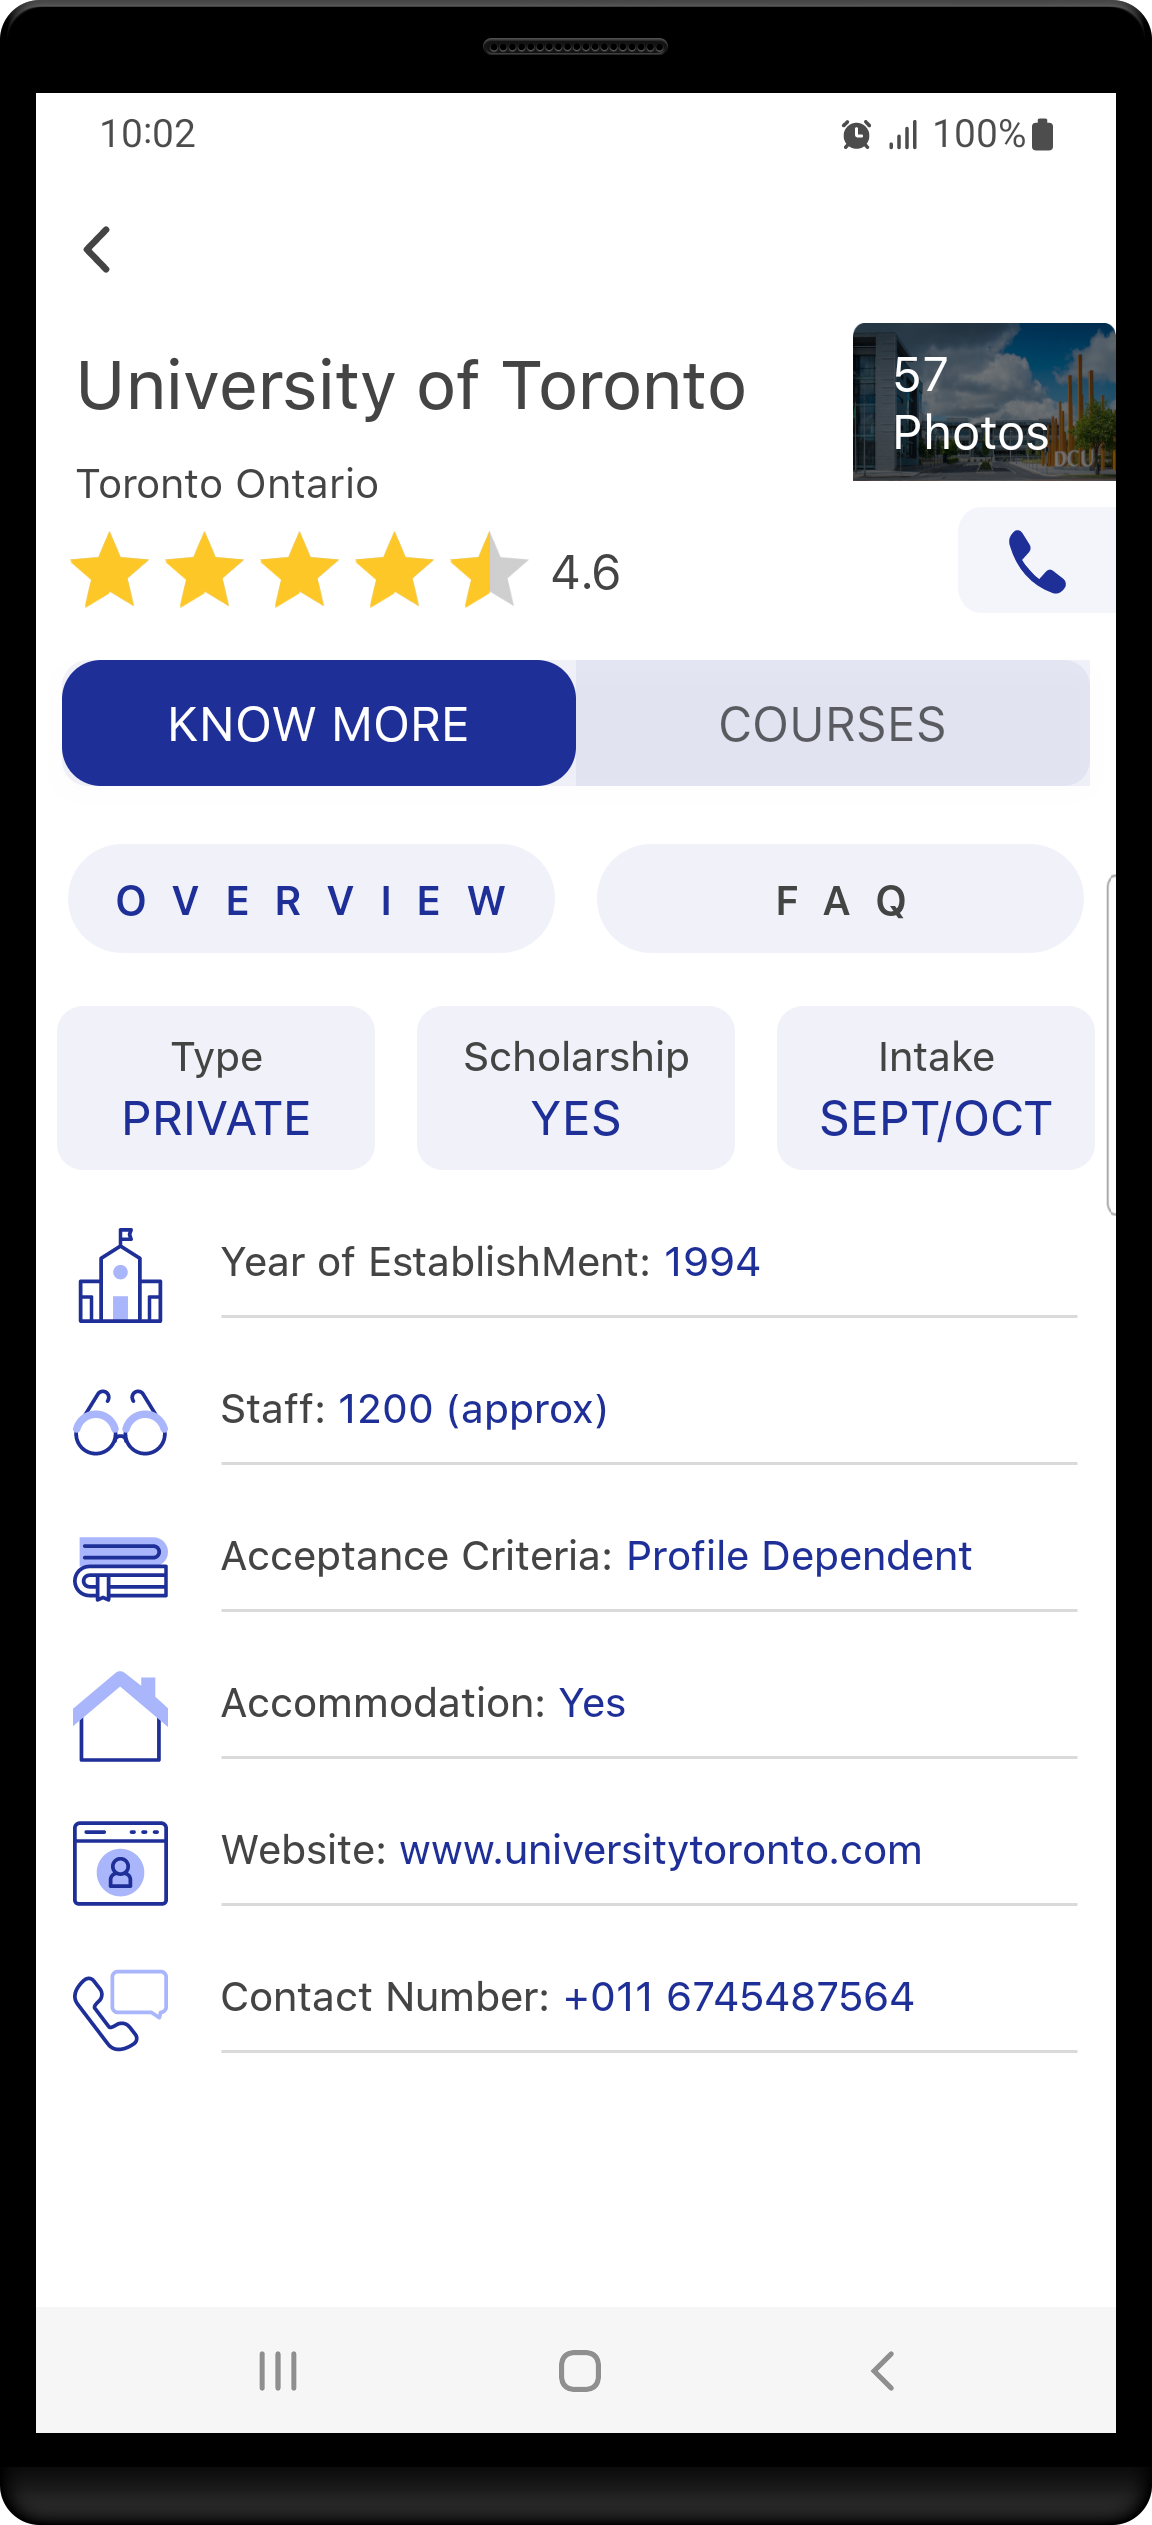 10:02
100%
University of Toronto
57
Photos
DCU
Toronto Ontario
4.6
KNOW MORE
COURSES
OVERVIEW
FAQ
Type
PRIVATE
Scholarship
YES
Intake
SEPT/OCT
Year of EstablishMent: 1994
Staff: 1200 (approx)
Acceptance Criteria: Profile Dependent
Accommodation: Yes
Website: www.universitytoronto.com
Contact Number: +011 6745487564